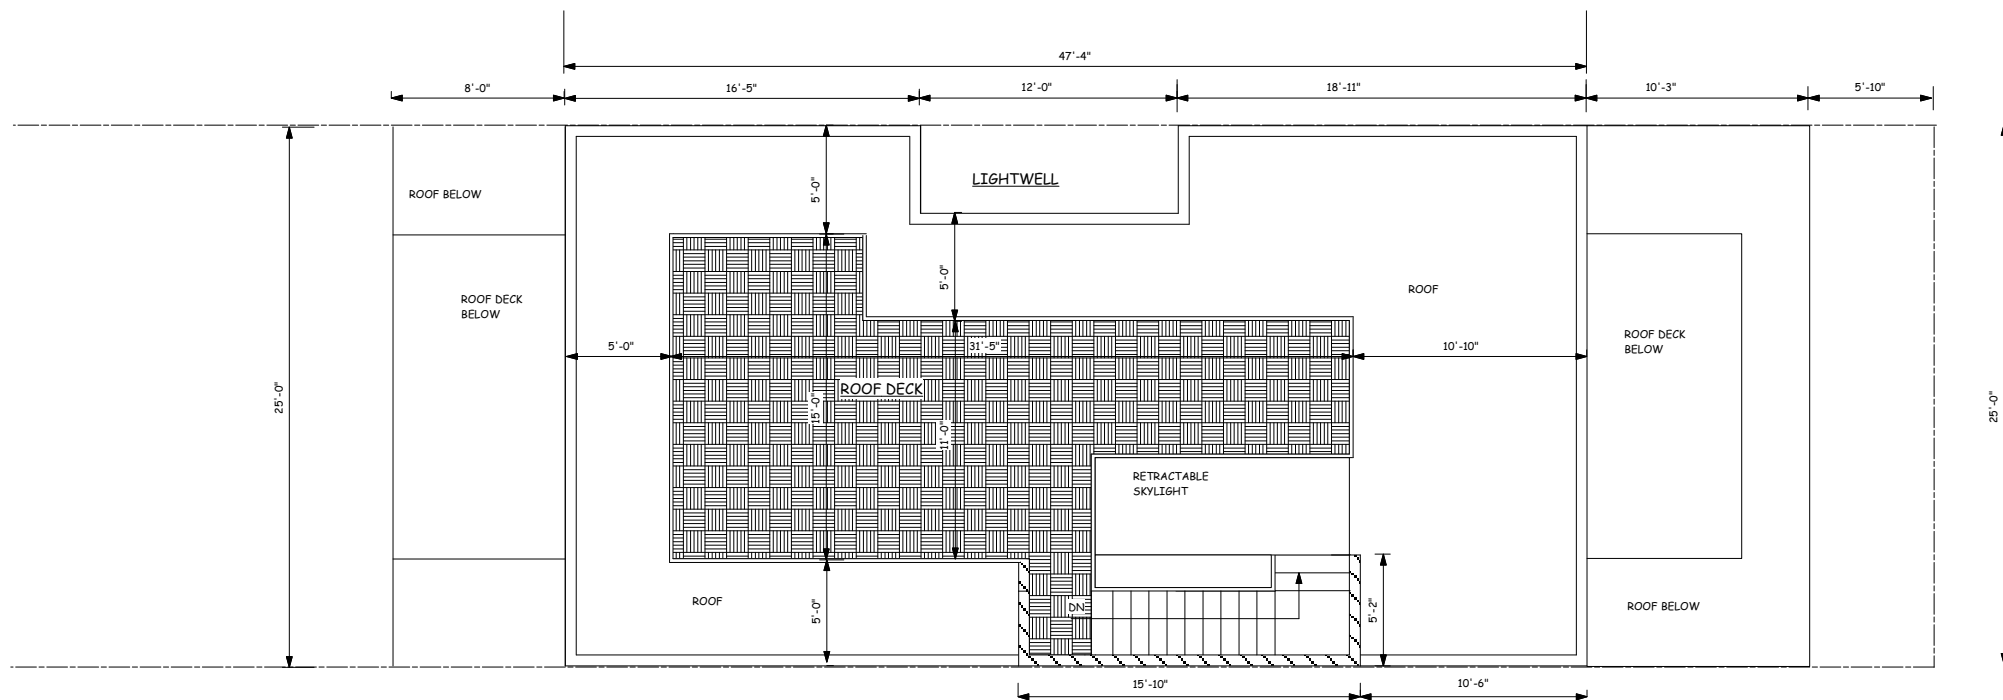 47'-4"
8'-0"
16'-5"
12'-0"
18'-11"
10'-3"
5'-10"
LIGHTWELL
ROOF BELOW
5'-0"
5'-0"
ROOF
ROOF DECK
BELOW
ROOF DECK
BELOW
5'-0"
31'-5"
10'-10"
25'-0"
ROOF DECK
15'-0"
11'-0"
25'-0"
RETRACTABLE
SKYLIGHT
ROOF
5'-0"
DN
5'-2"
ROOF BELOW
15'-10"
10'-6"